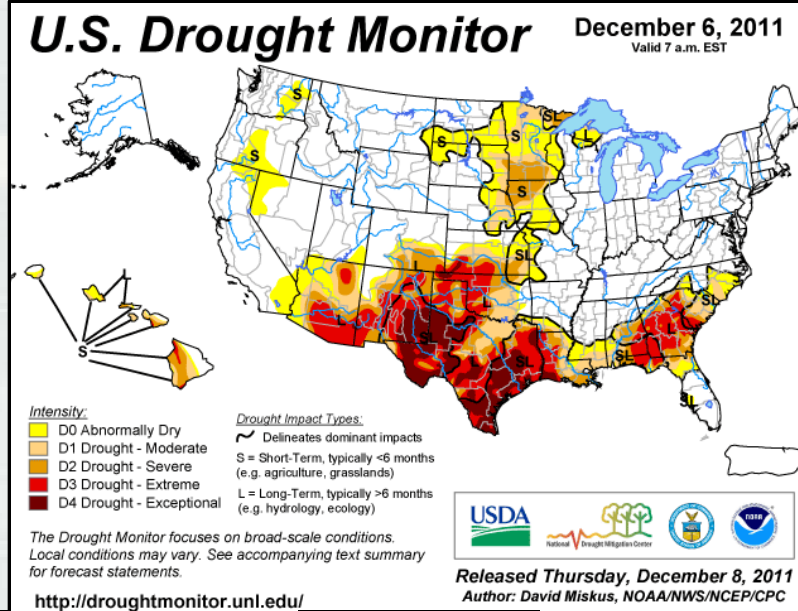 U.S. Drought Monitor
December 6, 2011
Valid 7 a.m. EST
S
S
S
S
S
SL
L
SL
L
L
L
SL
L
SL
SL
L
SL
SL
L
S
Intensity:
D0 Abnormally Dry
D1 Drought - Moderate
D2 Drought - Severe
D3 Drought - Extreme
D4 Drought - Exceptional
Drought Impact Types:
Delineates dominant impacts
S = Short-Term, typically <6 months
(e.g. agriculture, grasslands)
L = Long-Term, typically >6 months
(e.g. hydrology, ecology)
USDA
National Drought Mitigation Center
NOAA
The Drought Monitor focuses on broad-scale conditions.
Local conditions may vary. See accompanying text summary
for forecast statements.
http://droughtmonitor.unl.edu/
Released Thursday, December 8, 2011
Author: David Miskus, NOAA/NWS/NCEP/CPC